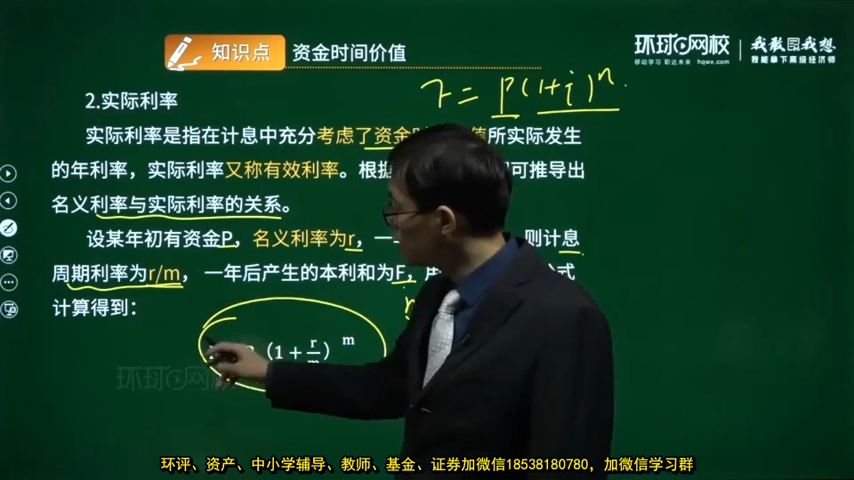 知识点 资金时间价值
环球网校 我敢因我想
移动学习 职达未来 hqwx.com 我能拿下高级经济师
F=P(1+i)^n
2.实际利率
实际利率是指在计息中充分考虑了资金时 值所实际发生
的年利率，实际利率又称有效利率。根据 可推导出
名义利率与实际利率的关系。
设某年初有资金P，名义利率为r，一 则计息
周期利率为r/m，一年后产生的本利和为F， 公式
计算得到：
（1+r/m）^m
环球网校
环评、资产、中小学辅导、教师、基金、证券加微信18538180780，加微信学习群